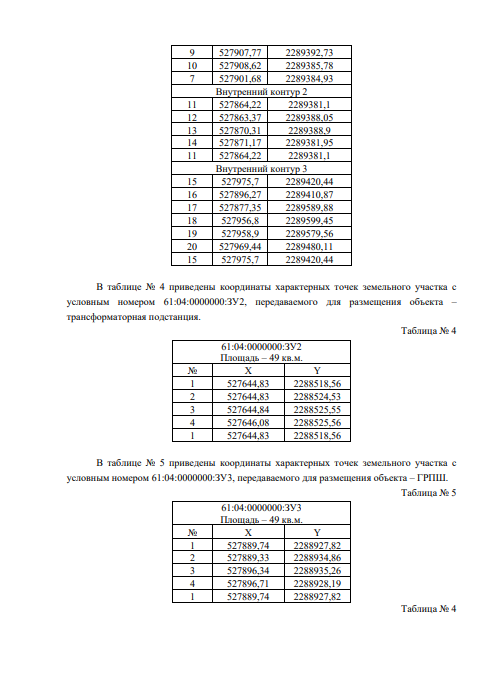 9 527907,77 2289392,73
10 527908,62 2289385,78
7 527901,68 2289384,93
Внутренний контур 2
11 527864,22 2289381,1
12 527863,37 2289388,05
13 527870,31 2289388,9
14 527871,17 2289381,95
11 527864,22 2289381,1
Внутренний контур 3
15 527975,7 2289420,44
16 527896,27 2289410,87
17 527877,35 2289589,88
18 527956,8 2289599,45
19 527958,9 2289579,56
20 527969,44 2289480,11
15 527975,7 2289420,44
В таблице № 4 приведены координаты характерных точек земельного участка с
условным номером 61:04:0000000:ЗУ2, передаваемого для размещения объекта –
трансформаторная подстанция.
Таблица № 4
61:04:0000000:ЗУ2
Площадь – 49 кв.м.
№ X Y
1 527644,83 2288518,56
2 527644,83 2288524,53
3 527644,84 2288525,55
4 527646,08 2288525,56
1 527644,83 2288518,56
В таблице № 5 приведены координаты характерных точек земельного участка с
условным номером 61:04:0000000:ЗУ3, передаваемого для размещения объекта – ГРПШ.
Таблица № 5
61:04:0000000:ЗУ3
Площадь – 49 кв.м.
№ X Y
1 527889,74 2288927,82
2 527889,33 2288934,86
3 527896,34 2288935,26
4 527896,71 2288928,19
1 527889,74 2288927,82
Таблица № 4